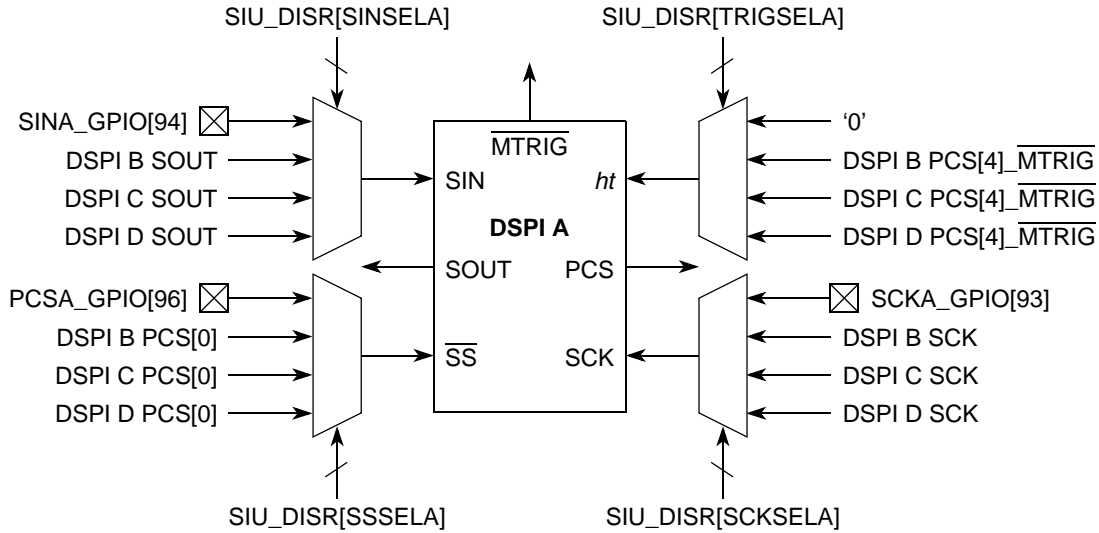 SIU_DISR[SINSELA] SIU_DISR[TRIGSELA]
SINA_GPIO[94] MTRIG ‘0’
DSPI B SOUT DSPI B PCS[4]_MTRIG
SIN ht
DSPI C SOUT DSPI C PCS[4]_MTRIG
DSPI A
DSPI D SOUT DSPI D PCS[4]_MTRIG
SOUT PCS
PCSA_GPIO[96] SCKA_GPIO[93]
DSPI B PCS[0] DSPI B SCK
SS SCK
DSPI C PCS[0] DSPI C SCK
DSPI D PCS[0] DSPI D SCK
SIU_DISR[SSSELA] SIU_DISR[SCKSELA]